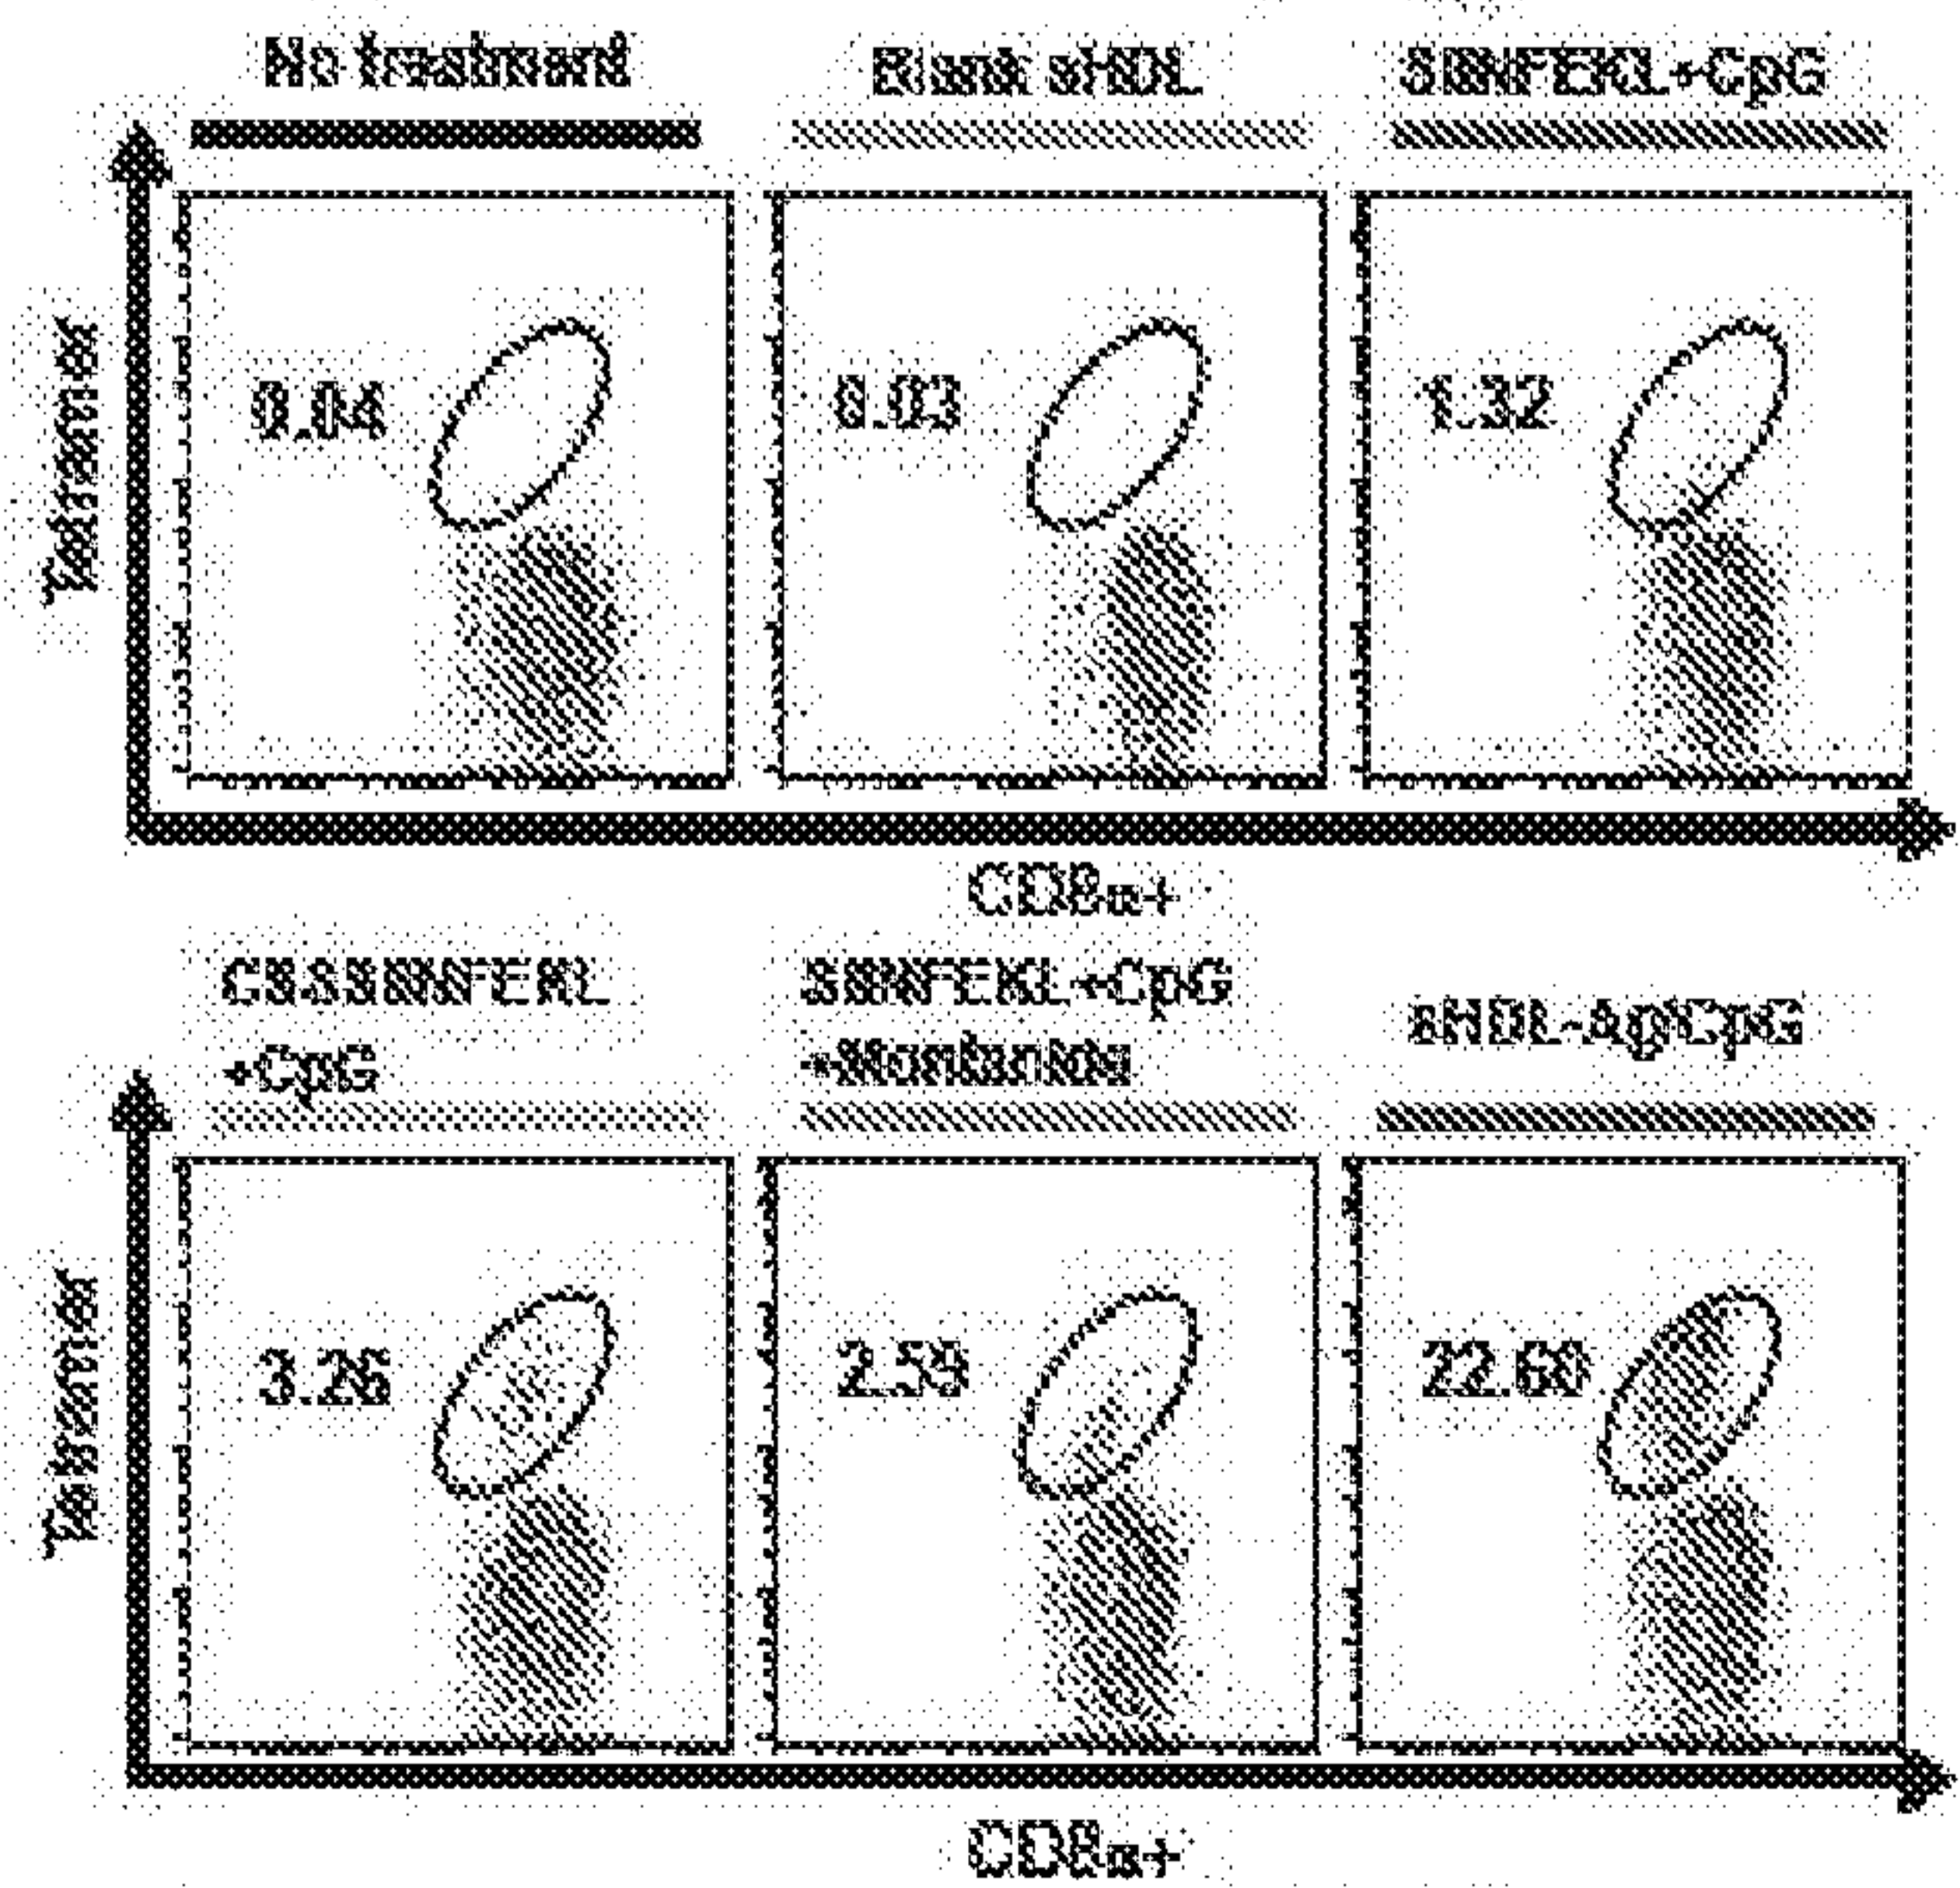 No treatment
Blank sHDL
SIINFEKL+CpG
Tetramer
0.04
0.03
1.32
CD8α+
CSSSIINFEKL
+CpG
SIINFEKL+CpG
+Montanide
sHDL-Ag/CpG
Tetramer
3.26
2.59
22.60
CD8α+